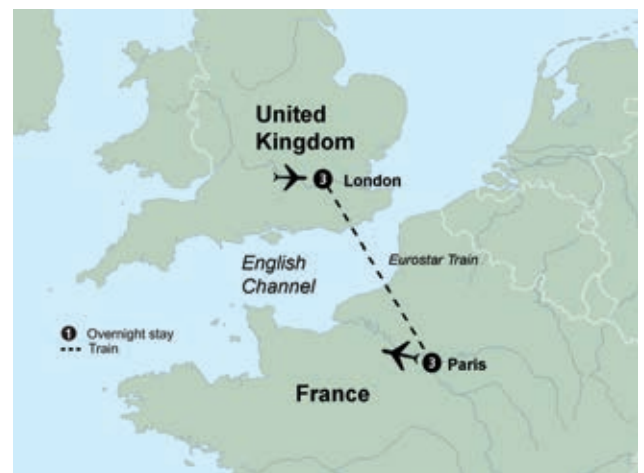 United
Kingdom
3 London
English
Channel
Eurostar Train
1 Overnight stay
Train
3 Paris
France